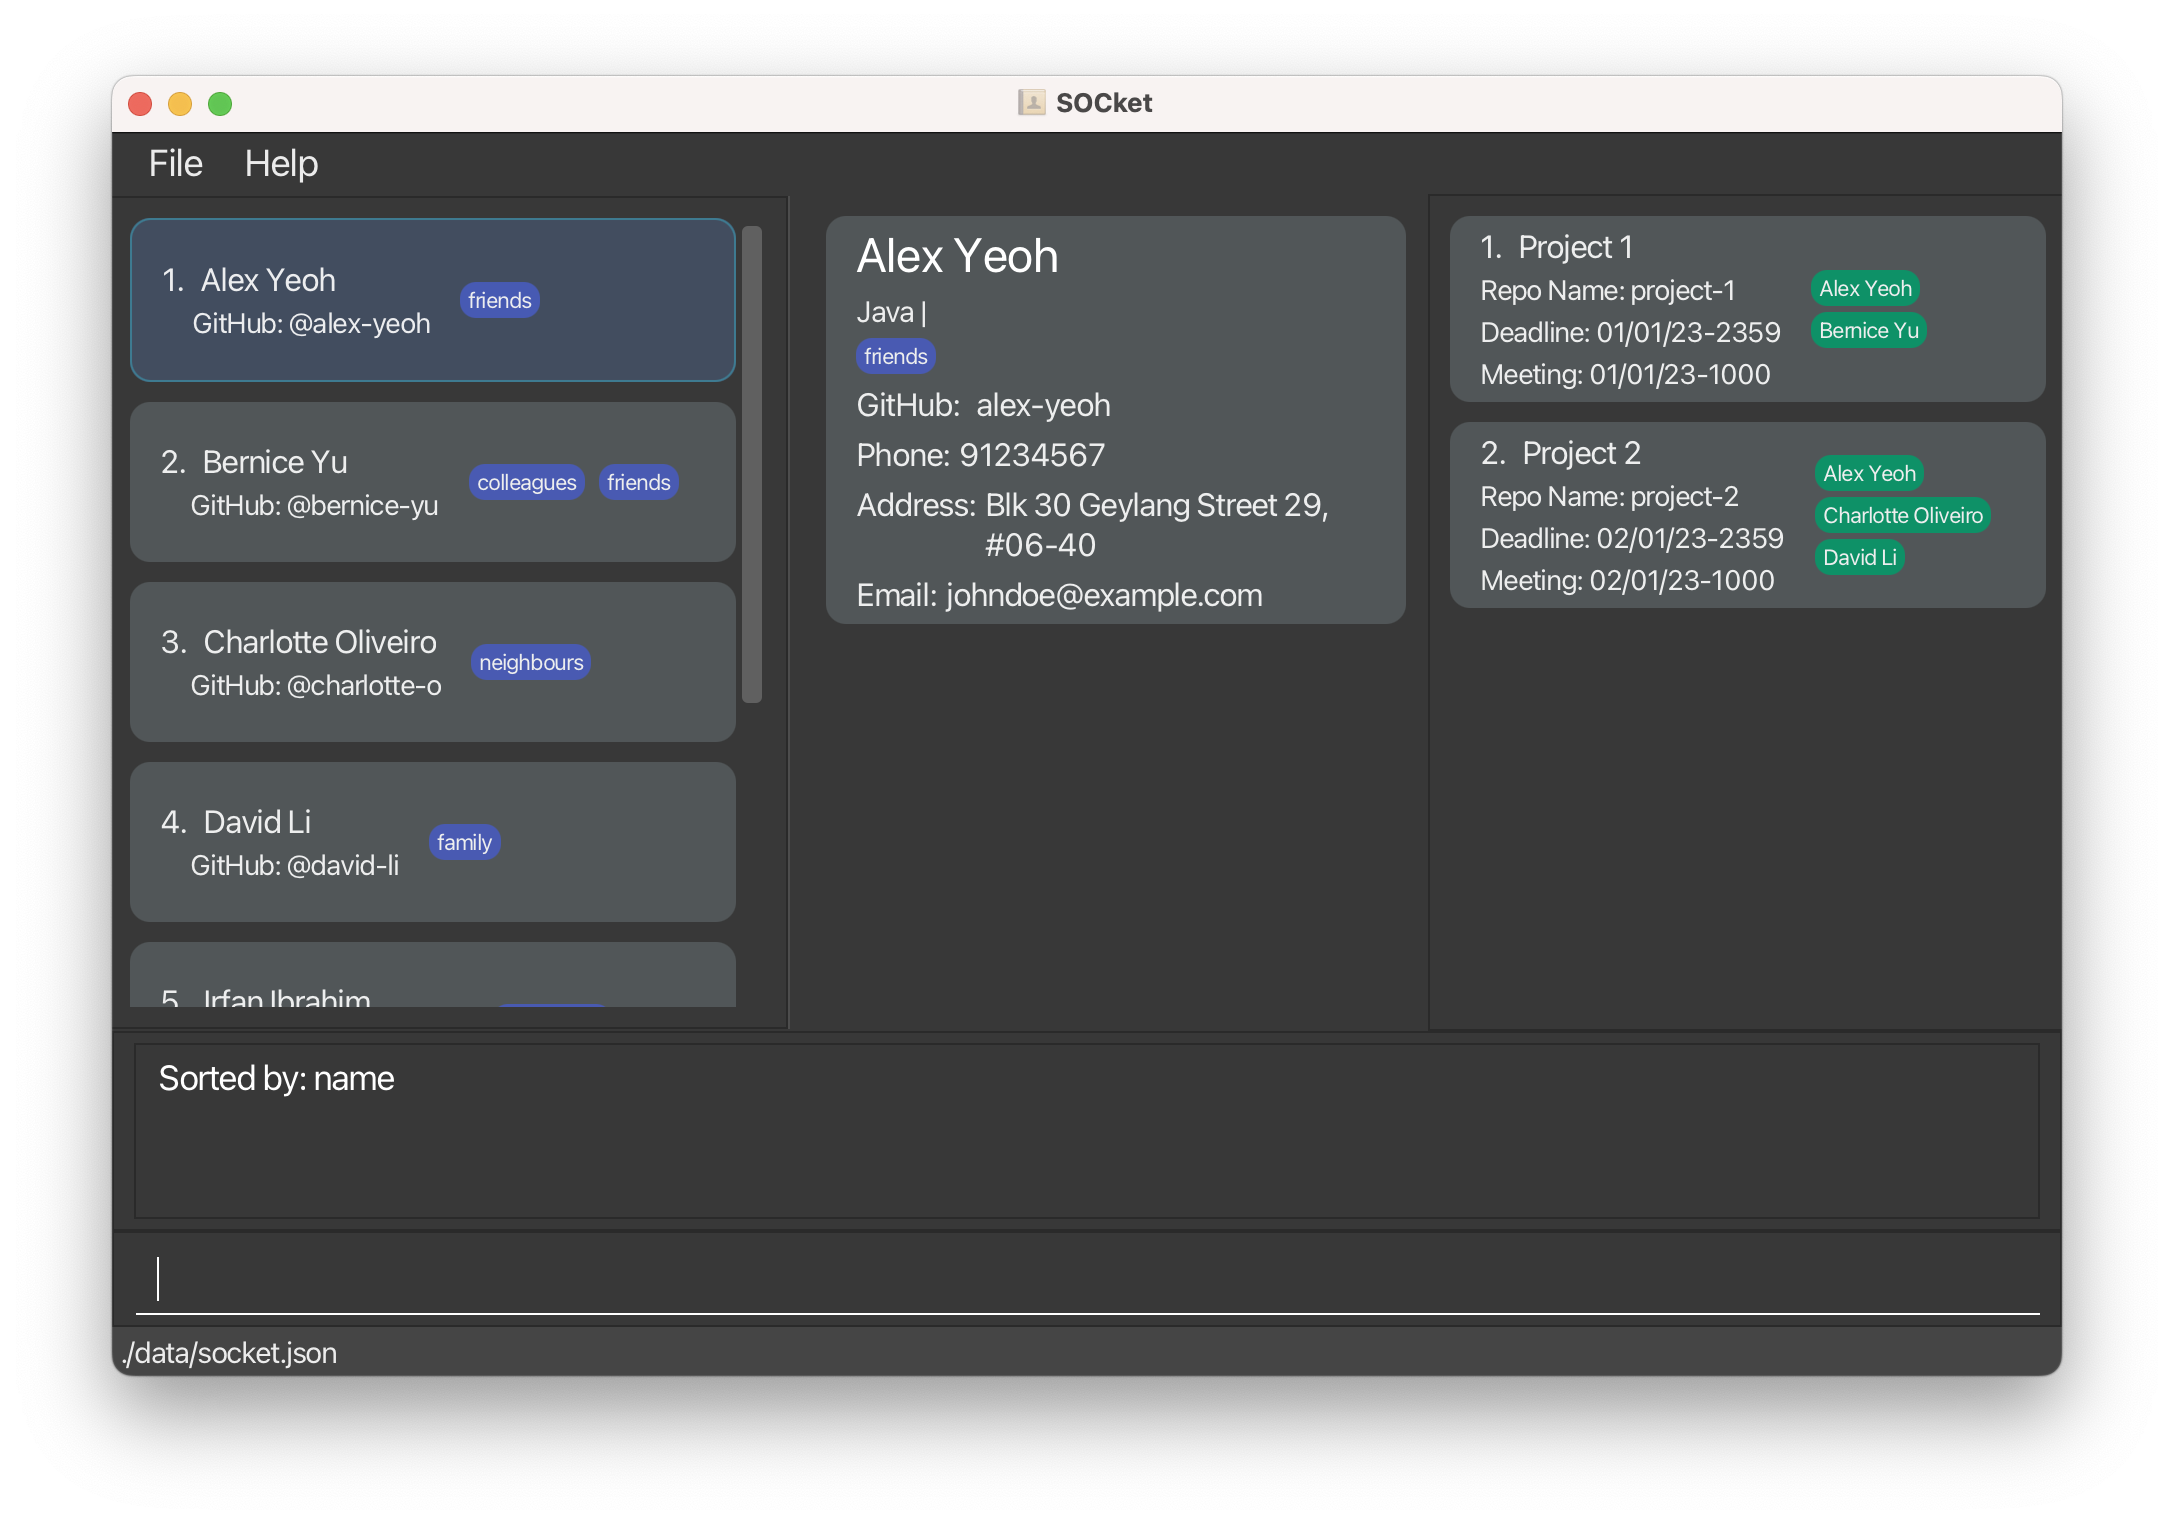 SOCket
File Help
1. Alex Yeoh
GitHub: @alex-yeoh
friends
2. Bernice Yu
GitHub: @bernice-yu
colleagues friends
3. Charlotte Oliveiro
GitHub: @charlotte-o
neighbours
4. David Li
GitHub: @david-li
family
5. Irfan Ibrahim
Alex Yeoh
Java |
friends
GitHub: alex-yeoh
Phone: 91234567
Address: Blk 30 Geylang Street 29,
#06-40
Email: johndoe@example.com
1. Project 1
Repo Name: project-1
Deadline: 01/01/23-2359
Meeting: 01/01/23-1000
Alex Yeoh
Bernice Yu
2. Project 2
Repo Name: project-2
Deadline: 02/01/23-2359
Meeting: 02/01/23-1000
Alex Yeoh
Charlotte Oliveiro
David Li
Sorted by: name
./data/socket.json